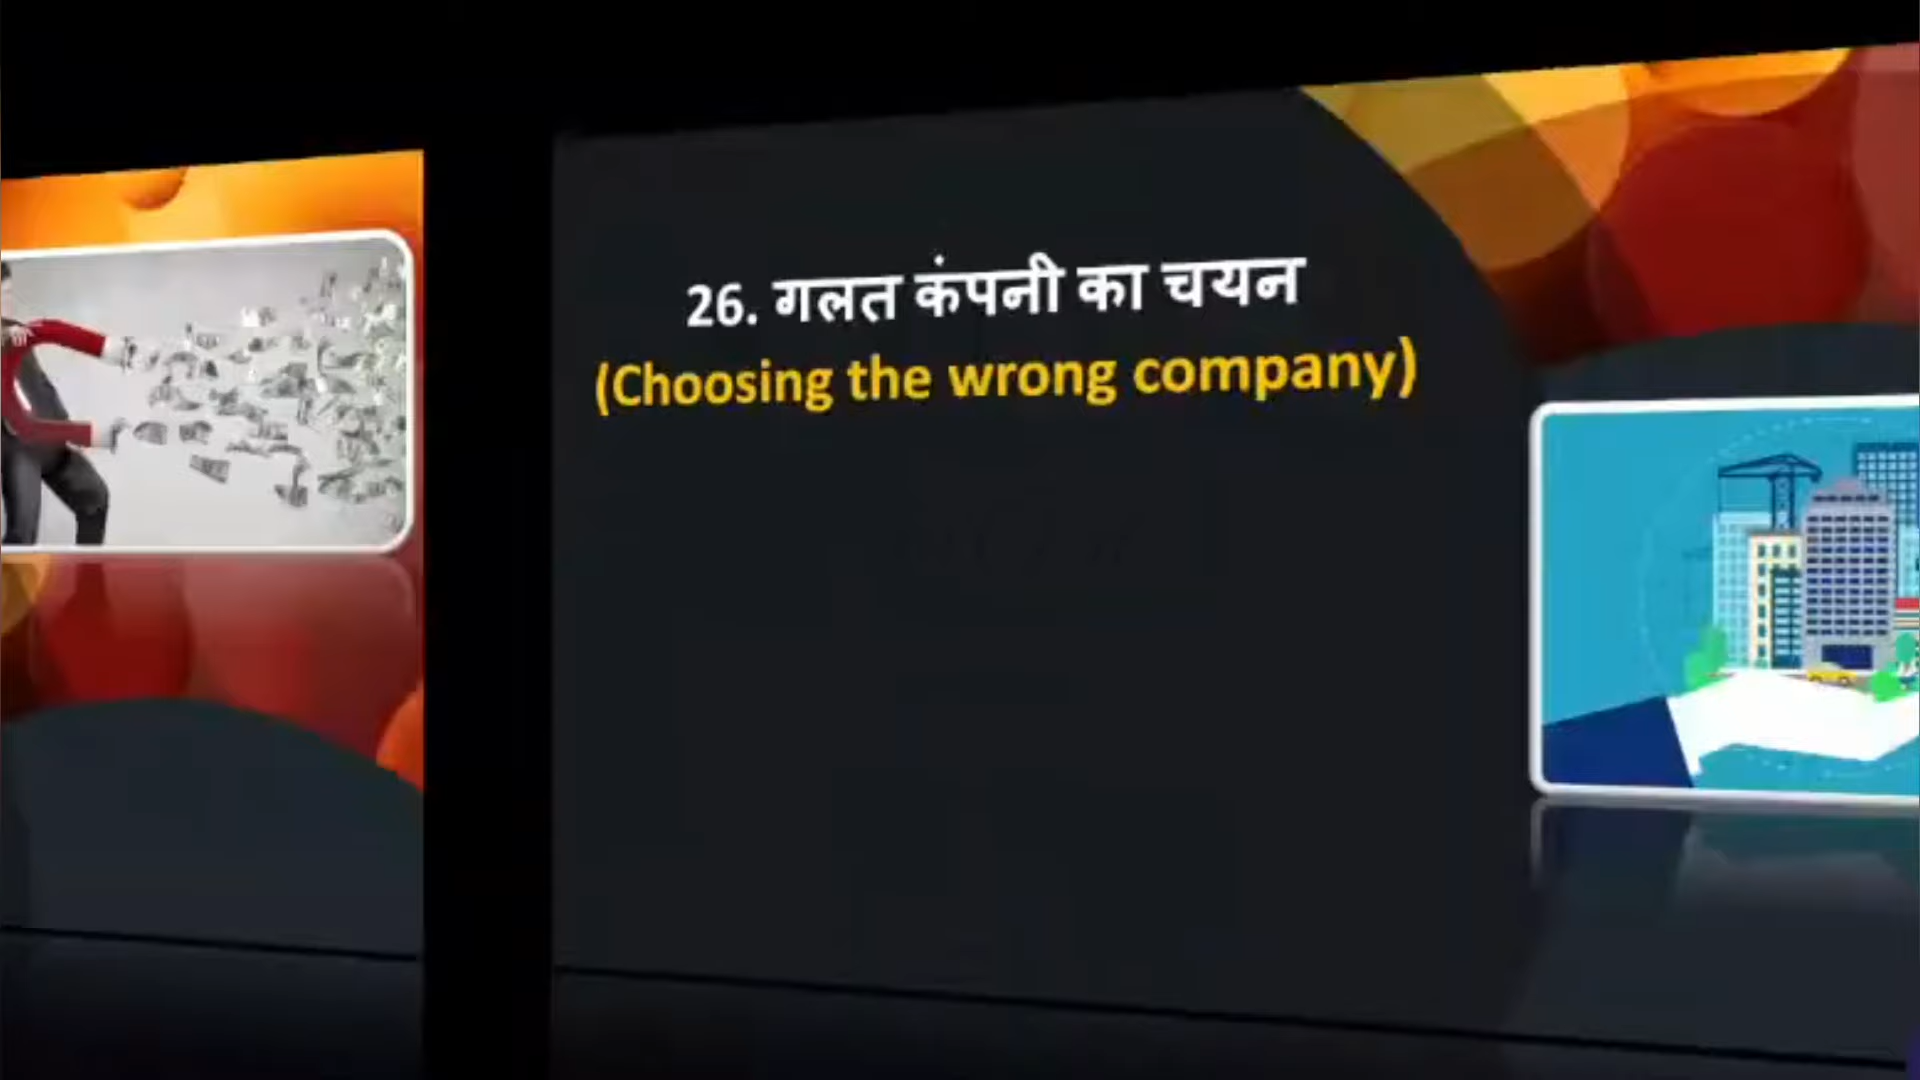 26. गलत कंपनी का चयन
(Choosing the wrong company)